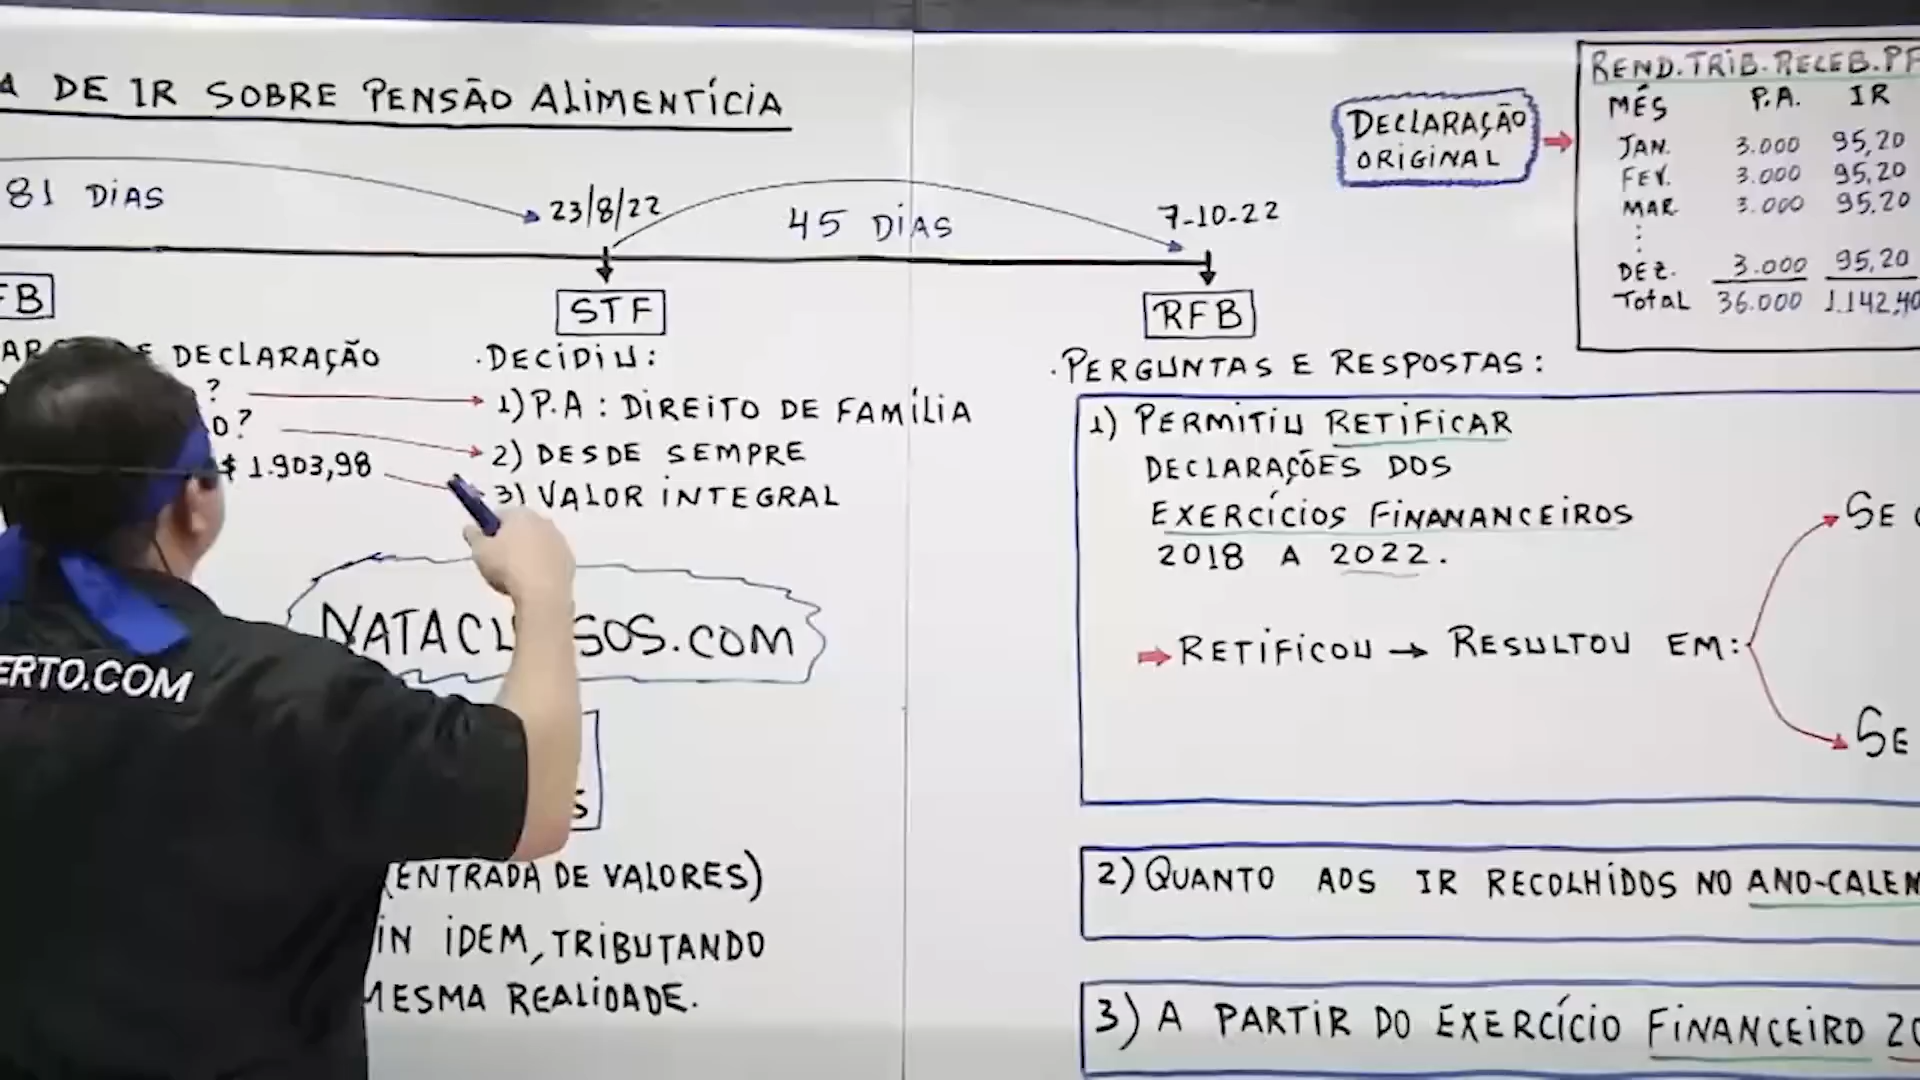 DE IR SOBRE PENSÃO ALIMENTÍCIA
81 DIAS
23/8/22
45 DIAS
7-10-22
STF
RFB
DECLARAÇÃO
ORIGINAL
REND.TRIB.RECEB.PF
MÊS P.A. IR
JAN. 3.000 95,20
FEV. 3.000 95,20
MAR. 3.000 95,20
DEZ. 3.000 95,20
Total 36.000 1.142,40
DE DECLARAÇÃO
?
O?
$ 1.903,98
.DECIDIU:
1) P.A : DIREITO DE FAMÍLIA
2) DESDE SEMPRE
3) VALOR INTEGRAL
NATACL SOS.COM
ERTO.COM
(ENTRADA DE VALORES)
IN IDEM, TRIBUTANDO
MESMA REALIDADE.
.PERGUNTAS E RESPOSTAS:
1) PERMITIU RETIFICAR
DECLARAÇÕES DOS
EXERCÍCIOS FINANANCEIROS
2018 A 2022.
RETIFICOU → RESULTOU EM:
SE
SE
2) QUANTO AOS IR RECOLHIDOS NO ANO-CALEN
3) A PARTIR DO EXERCÍCIO FINANCEIRO 20